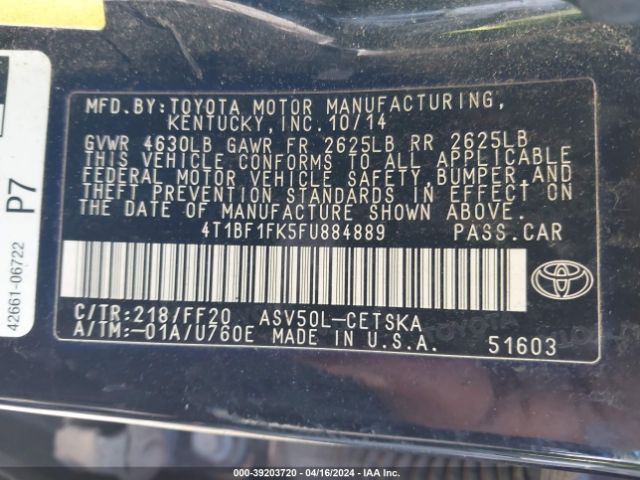 MFD.BY:TOYOTA MOTOR MANUFACTURING,
KENTUCKY,INC.10/14
GVWR 4630LB GAWR FR 2625LB RR 2625LB
THIS VEHICLE CONFORMS TO ALL APPLICABLE
FEDERAL MOTOR VEHICLE SAFETY,BUMPER,AND
THEFT PREVENTION STANDARDS IN EFFECT ON
THE DATE OF MANUFACTURE SHOWN ABOVE.
4T1BF1FK5FU884889 PASS.CAR
C/TR:218/FF20 ASV50L-CETSKA
A/TM:-01A/U760E MADE IN U.S.A. 51603
TOYOTA
P7
42661-06722
000-39203720 - 04/16/2024 - IAA Inc.